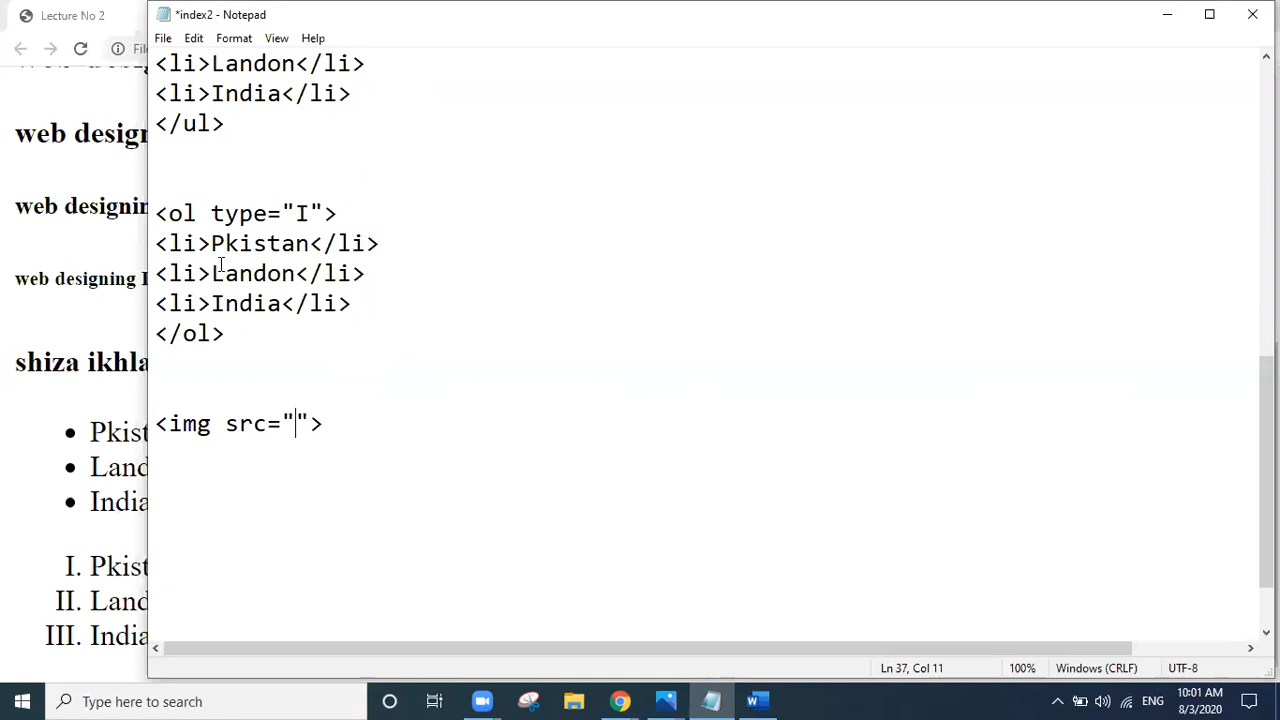 Lecture No 2
*index2 - Notepad
File Edit Format View Help
<li>Landon</li>
<li>India</li>
</ul>
<ol type="I">
<li>Pkistan</li>
<li>Landon</li>
<li>India</li>
</ol>
<img src="">
web design
web designin
web designing I
shiza ikhla
• Pkist
• Land
• India
I. Pkist
II. Land
III. India
Ln 37, Col 11 100% Windows (CRLF) UTF-8
Type here to search
ENG
10:01 AM
8/3/2020